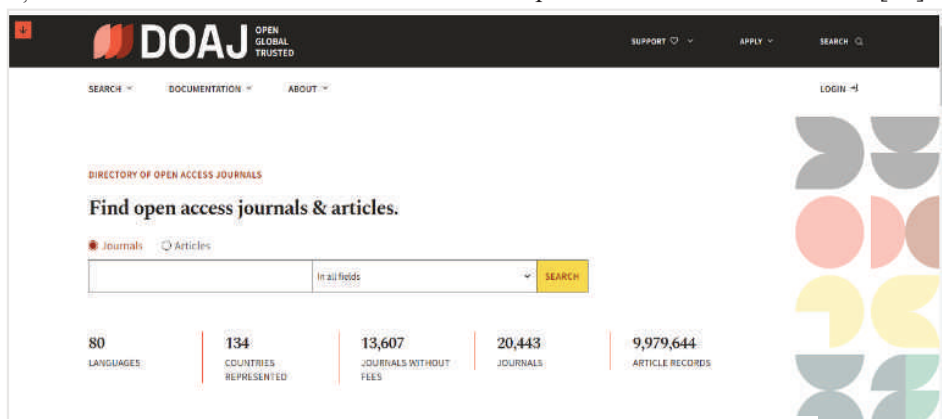 DOAJ
OPEN
GLOBAL
TRUSTED
SUPPORT APPLY SEARCH
SEARCH DOCUMENTATION ABOUT LOGIN
DIRECTORY OF OPEN ACCESS JOURNALS
Find open access journals & articles.
Journals Articles
In all fields SEARCH
80 134 13,607 20,443 9,979,644
LANGUAGES COUNTRIES JOURNALS WITHOUT JOURNALS ARTICLE RECORDS
REPRESENTED FEES